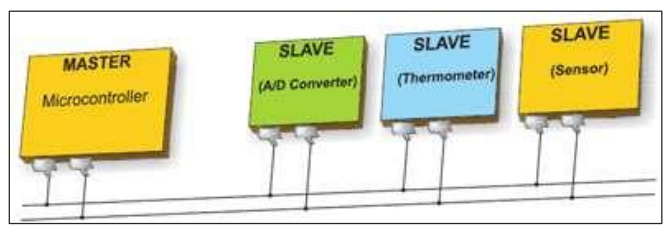 MASTER
Microcontroller
SLAVE
(A/D Converter)
SLAVE
(Thermometer)
SLAVE
(Sensor)